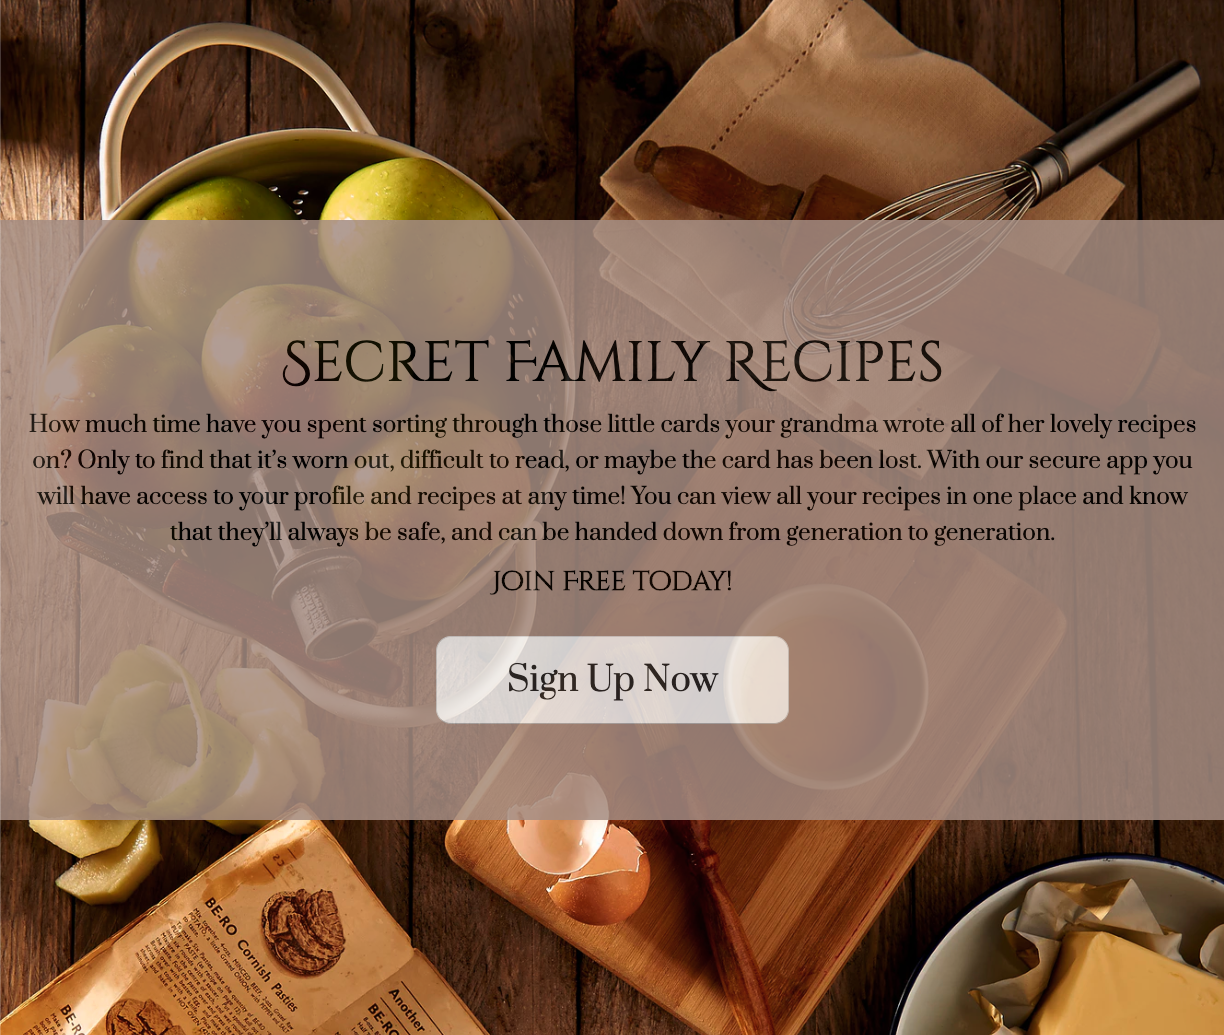 Secret Family Recipes
How much time have you spent sorting through those little cards your grandma wrote all of her lovely recipes
on? Only to find that it’s worn out, difficult to read, or maybe the card has been lost. With our secure app you
will have access to your profile and recipes at any time! You can view all your recipes in one place and know
that they’ll always be safe, and can be handed down from generation to generation.
Join Free Today!
Sign Up Now
BE-RO Cornish Pasties
Another
BE-RO